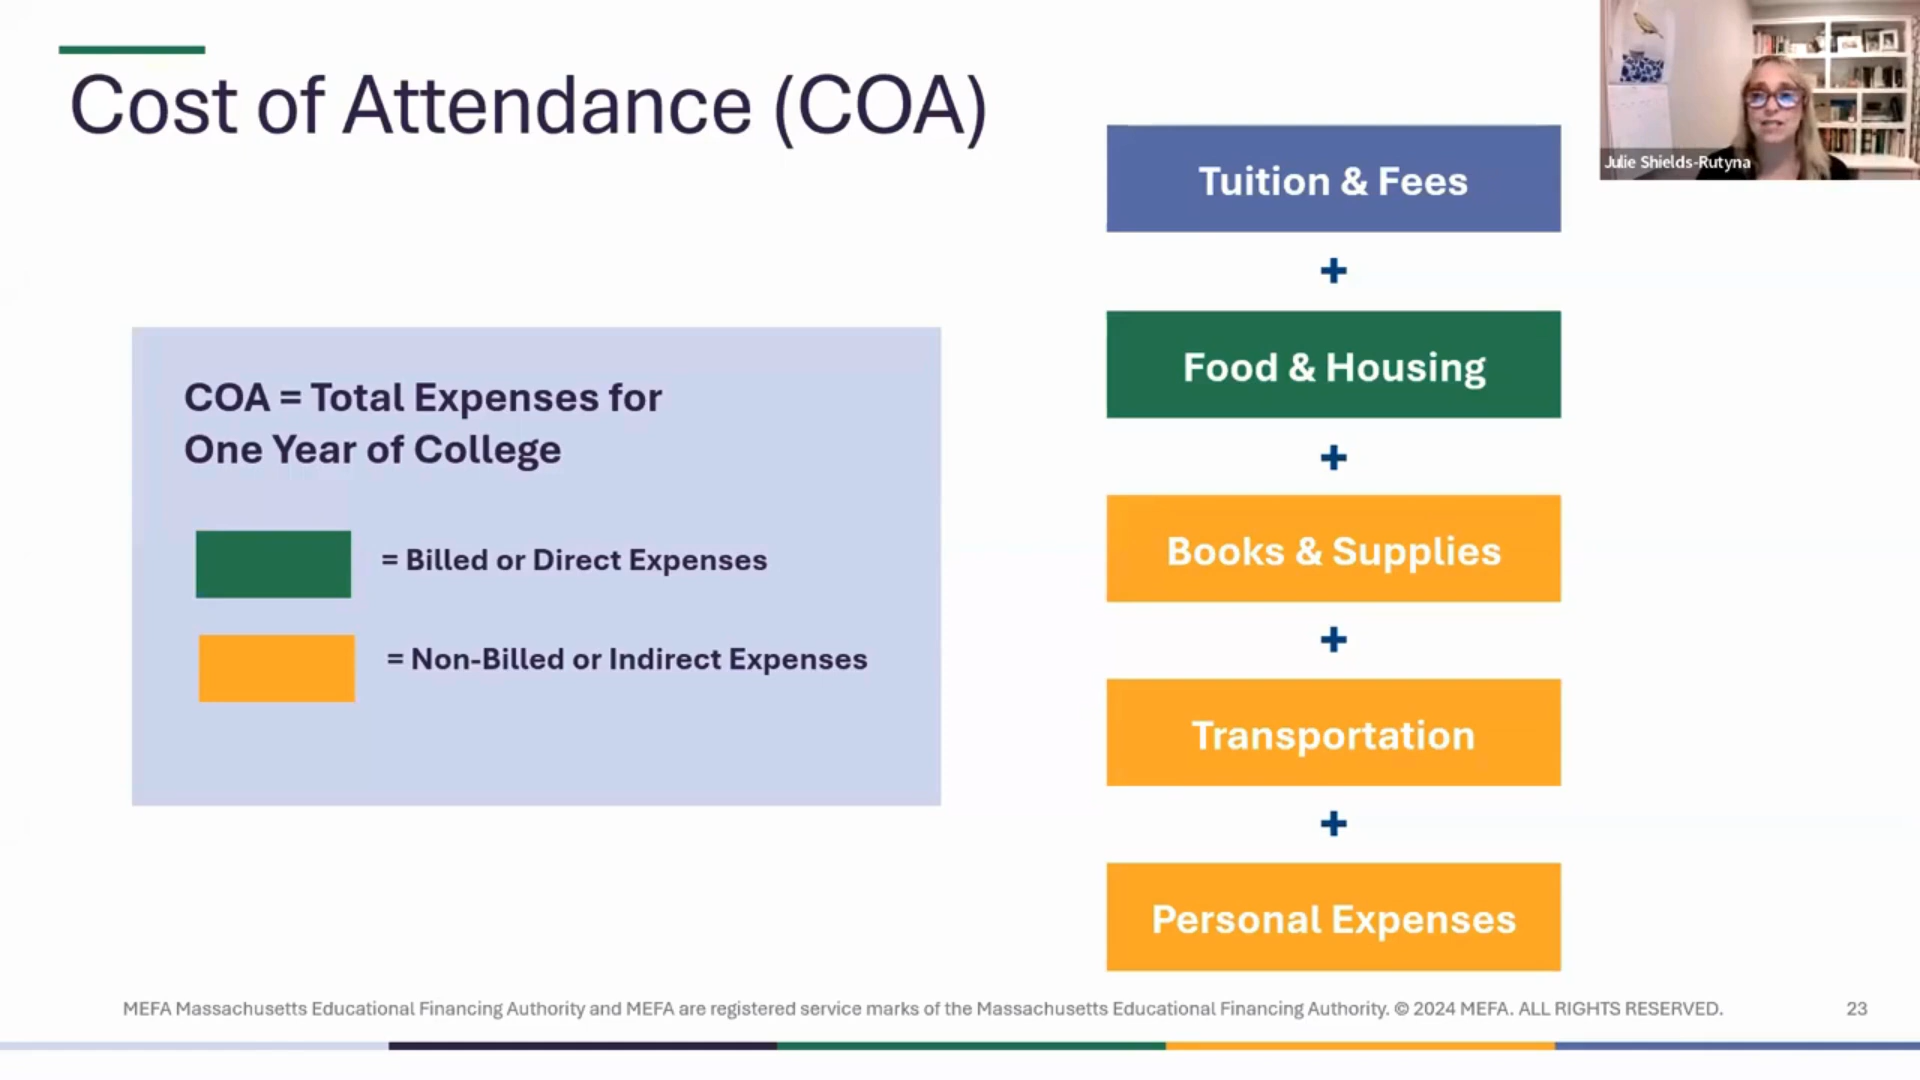 Cost of Attendance (COA)
COA = Total Expenses for
One Year of College
= Billed or Direct Expenses
= Non-Billed or Indirect Expenses
Tuition & Fees
+
Food & Housing
+
Books & Supplies
+
Transportation
+
Personal Expenses
Julie Shields-Rutyna
MEFA Massachusetts Educational Financing Authority and MEFA are registered service marks of the Massachusetts Educational Financing Authority. © 2024 MEFA. ALL RIGHTS RESERVED.
23